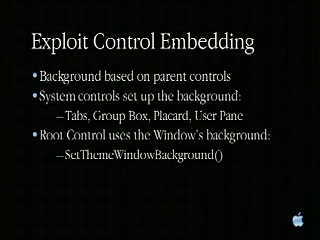 Exploit Control Embedding
• Background based on parent controls
• System controls set up the background:
– Tabs, Group Box, Placard, User Pane
• Root Control uses the Window's background:
– SetThemeWindowBackground()